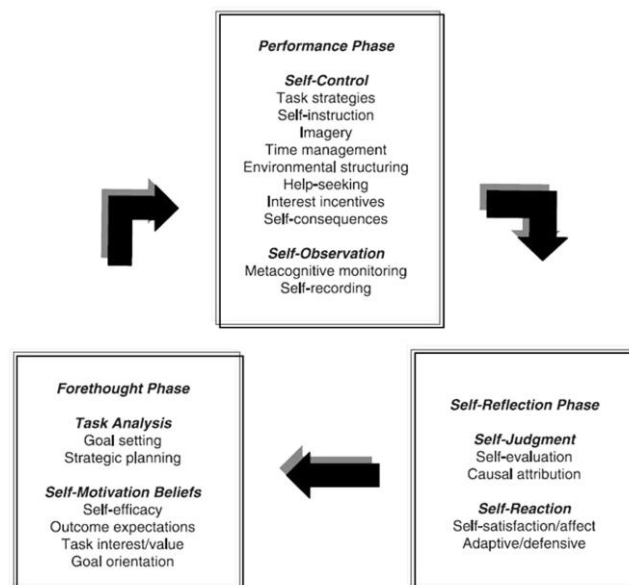 Performance Phase
Self-Control
Task strategies
Self-instruction
Imagery
Time management
Environmental structuring
Help-seeking
Interest incentives
Self-consequences
Self-Observation
Metacognitive monitoring
Self-recording
Forethought Phase
Task Analysis
Goal setting
Strategic planning
Self-Motivation Beliefs
Self-efficacy
Outcome expectations
Task interest/value
Goal orientation
Self-Reflection Phase
Self-Judgment
Self-evaluation
Causal attribution
Self-Reaction
Self-satisfaction/affect
Adaptive/defensive